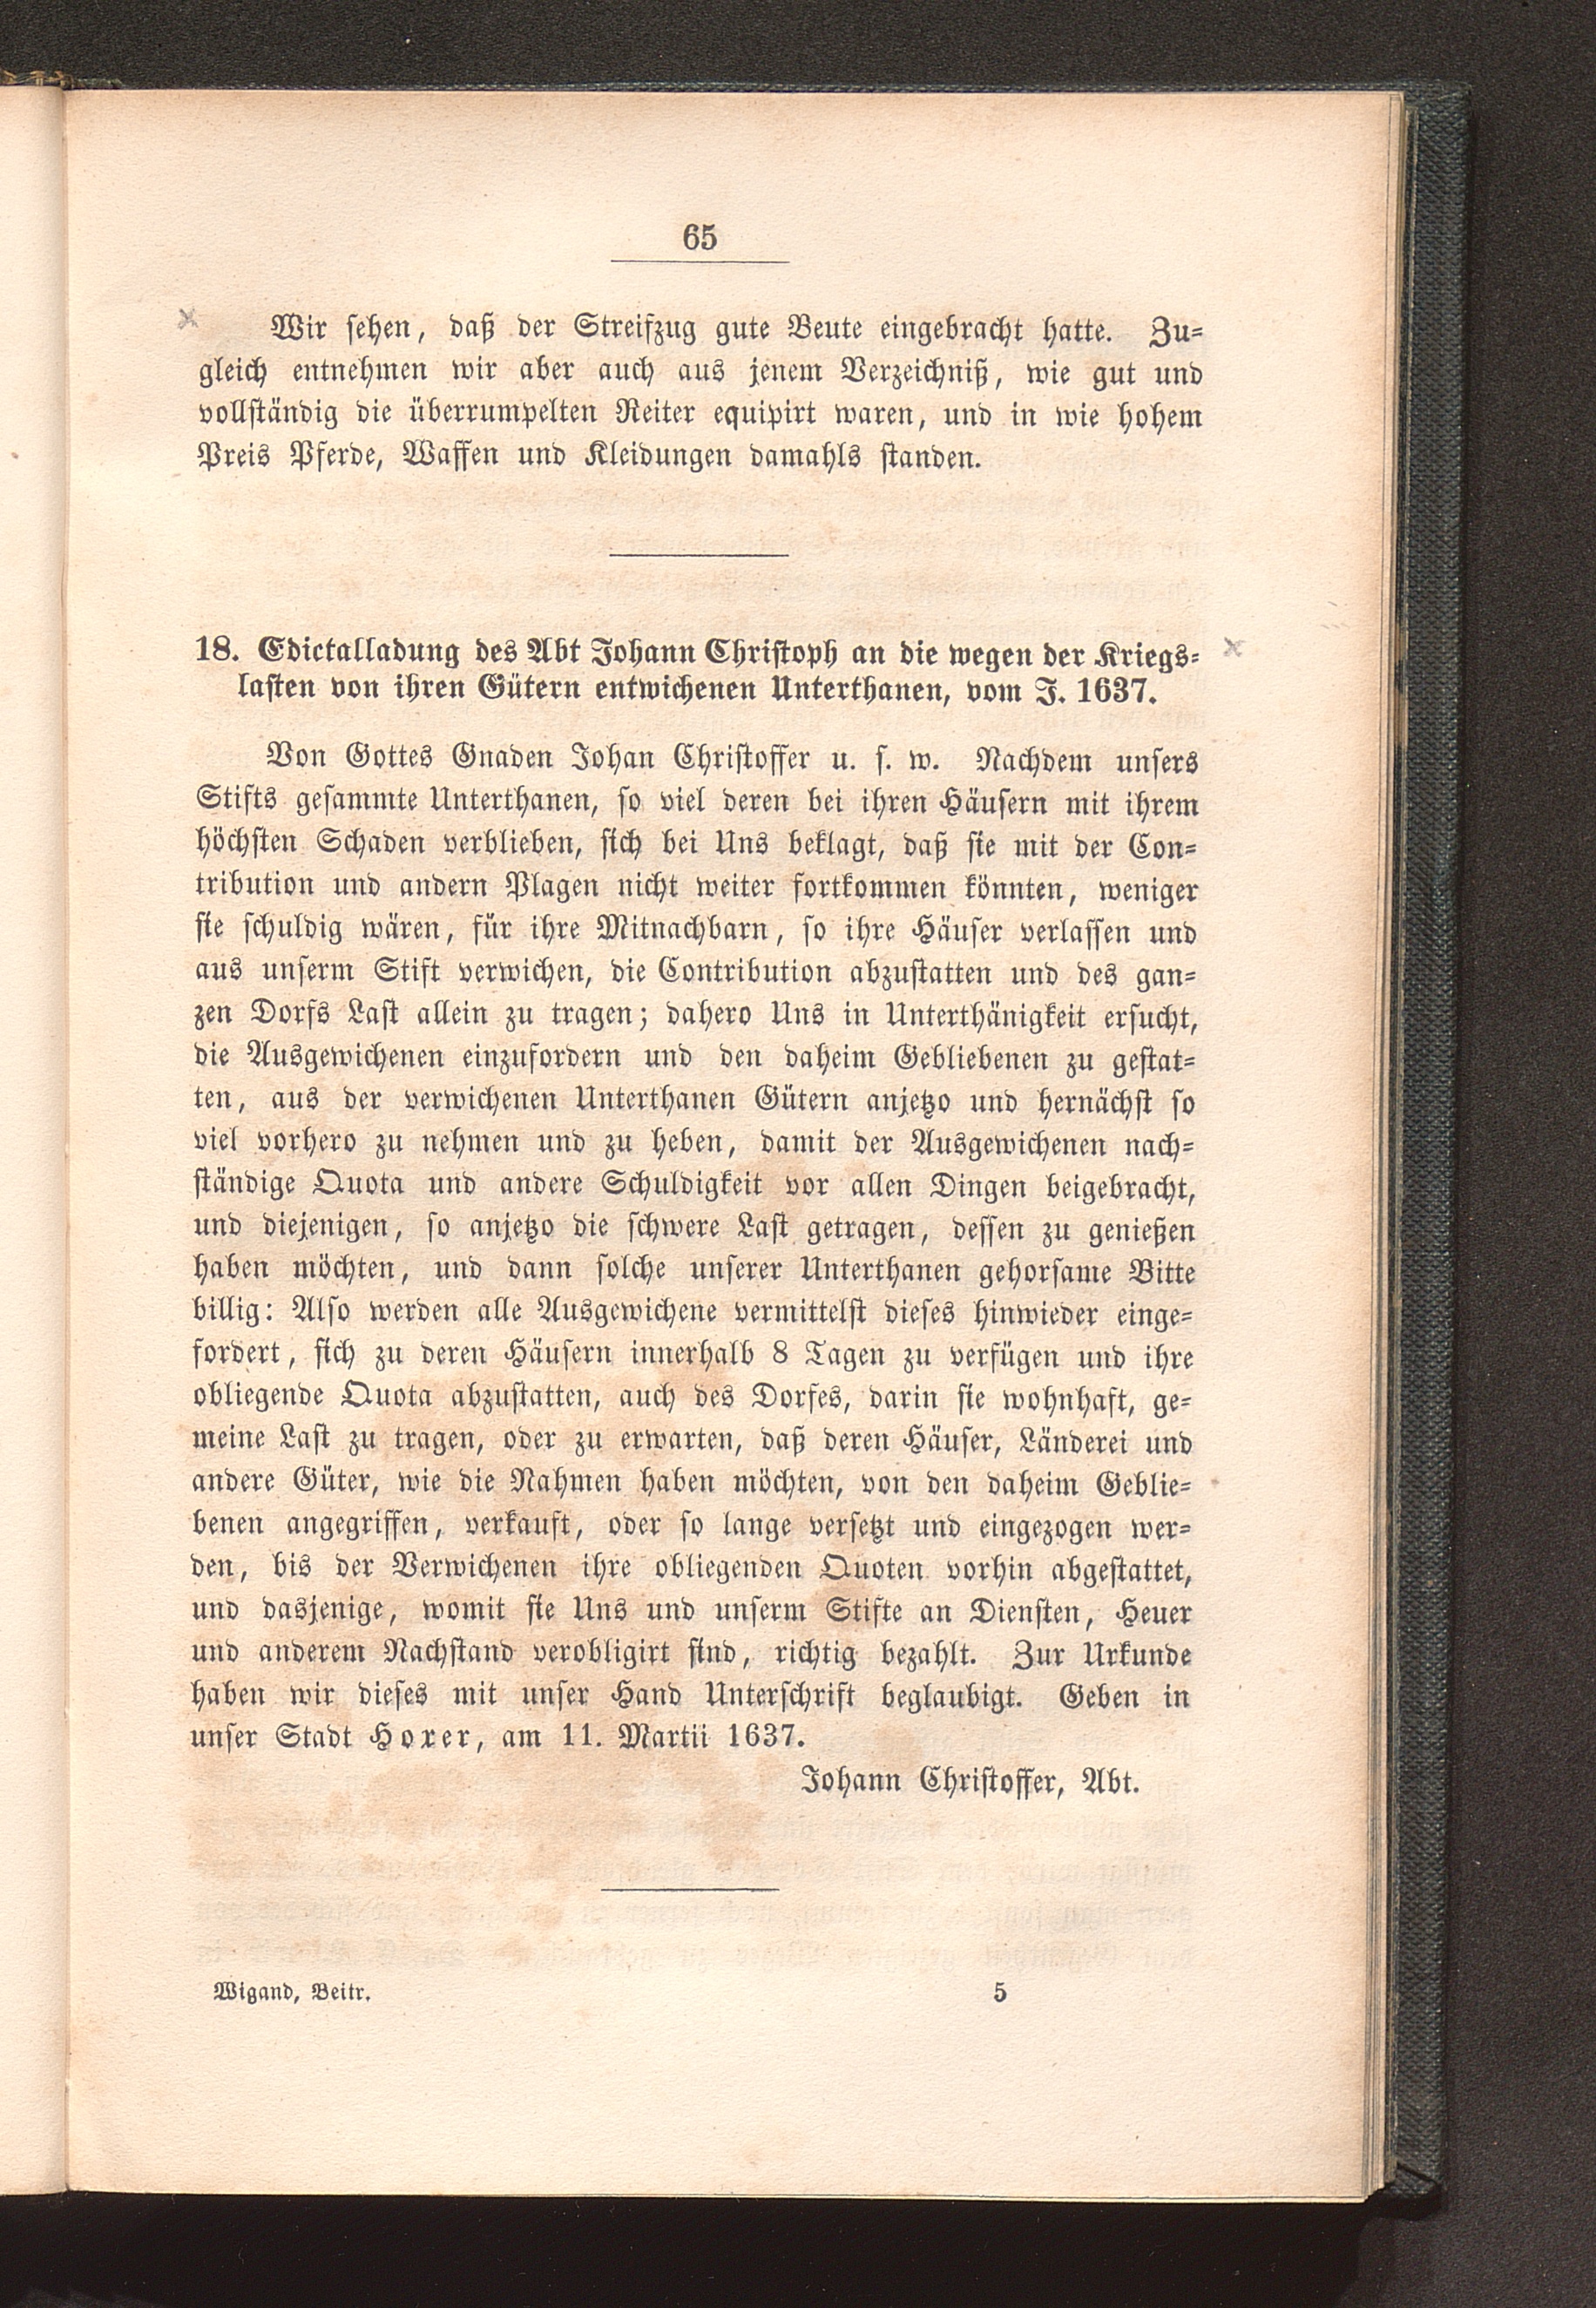 65
Wir sehen, daß der Streifzug gute Beute eingebracht hatte. Zu-
gleich entnehmen wir aber auch aus jenem Verzeichniß, wie gut und
vollständig die überrumpelten Reiter equipirt waren, und in wie hohem
Preis Pferde, Waffen und Kleidungen damahls standen.
18. Edictalladung des Abt Johann Christoph an die wegen der Kriegs-
lasten von ihren Gütern entwichenen Unterthanen, vom J. 1637.
Von Gottes Gnaden Johan Christoffer u. s. w. Nachdem unsers
Stifts gesammte Unterthanen, so viel deren bei ihren Häusern mit ihrem
höchsten Schaden verblieben, sich bei Uns beklagt, daß sie mit der Con-
tribution und andern Plagen nicht weiter fortkommen könnten, weniger
sie schuldig wären, für ihre Mitnachbarn, so ihre Häuser verlassen und
aus unserm Stift verwichen, die Contribution abzustatten und des gan-
zen Dorfs Last allein zu tragen; dahero Uns in Unterthänigkeit ersucht,
die Ausgewichenen einzufordern und den daheim Gebliebenen zu gestat-
ten, aus der verwichenen Unterthanen Gütern anjetzo und hernächst so
viel vorhero zu nehmen und zu heben, damit der Ausgewichenen nach-
ständige Quota und andere Schuldigkeit vor allen Dingen beigebracht,
und diejenigen, so anjetzo die schwere Last getragen, dessen zu genießen
haben möchten, und dann solche unserer Unterthanen gehorsame Bitte
billig: Also werden alle Ausgewichene vermittelst dieses hinwieder einge-
fordert, sich zu deren Häusern innerhalb 8 Tagen zu verfügen und ihre
obliegende Quota abzustatten, auch des Dorfes, darin sie wohnhaft, ge-
meine Last zu tragen, oder zu erwarten, daß deren Häuser, Länderei und
andere Güter, wie die Nahmen haben möchten, von den daheim Geblie-
benen angegriffen, verkauft, oder so lange versetzt und eingezogen wer-
den, bis der Verwichenen ihre obliegenden Quoten vorhin abgestattet,
und dasjenige, womit sie Uns und unserm Stifte an Diensten, Heuer
und anderem Nachstand verobligirt sind, richtig bezahlt. Zur Urkunde
haben wir dieses mit unser Hand Unterschrift beglaubigt. Geben in
unser Stadt Hoxer, am 11. Martii 1637.
Johann Christoffer, Abt.
Wigand, Beitr. 5